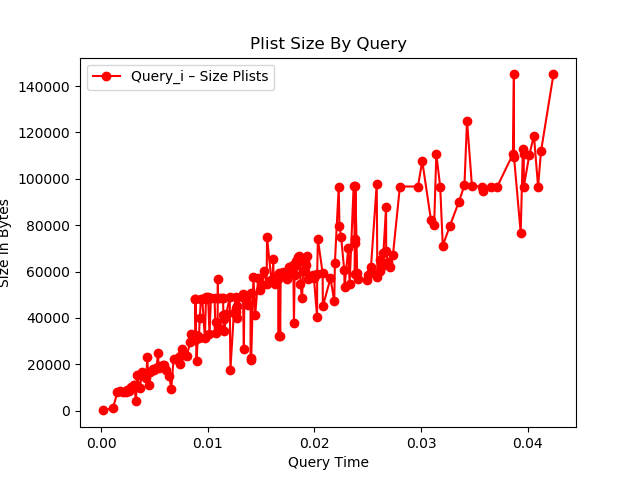 Plist Size By Query
Query_i – Size Plists
140000
120000
100000
80000
60000
40000
20000
0
Size in Bytes
0.00 0.01 0.02 0.03 0.04
Query Time